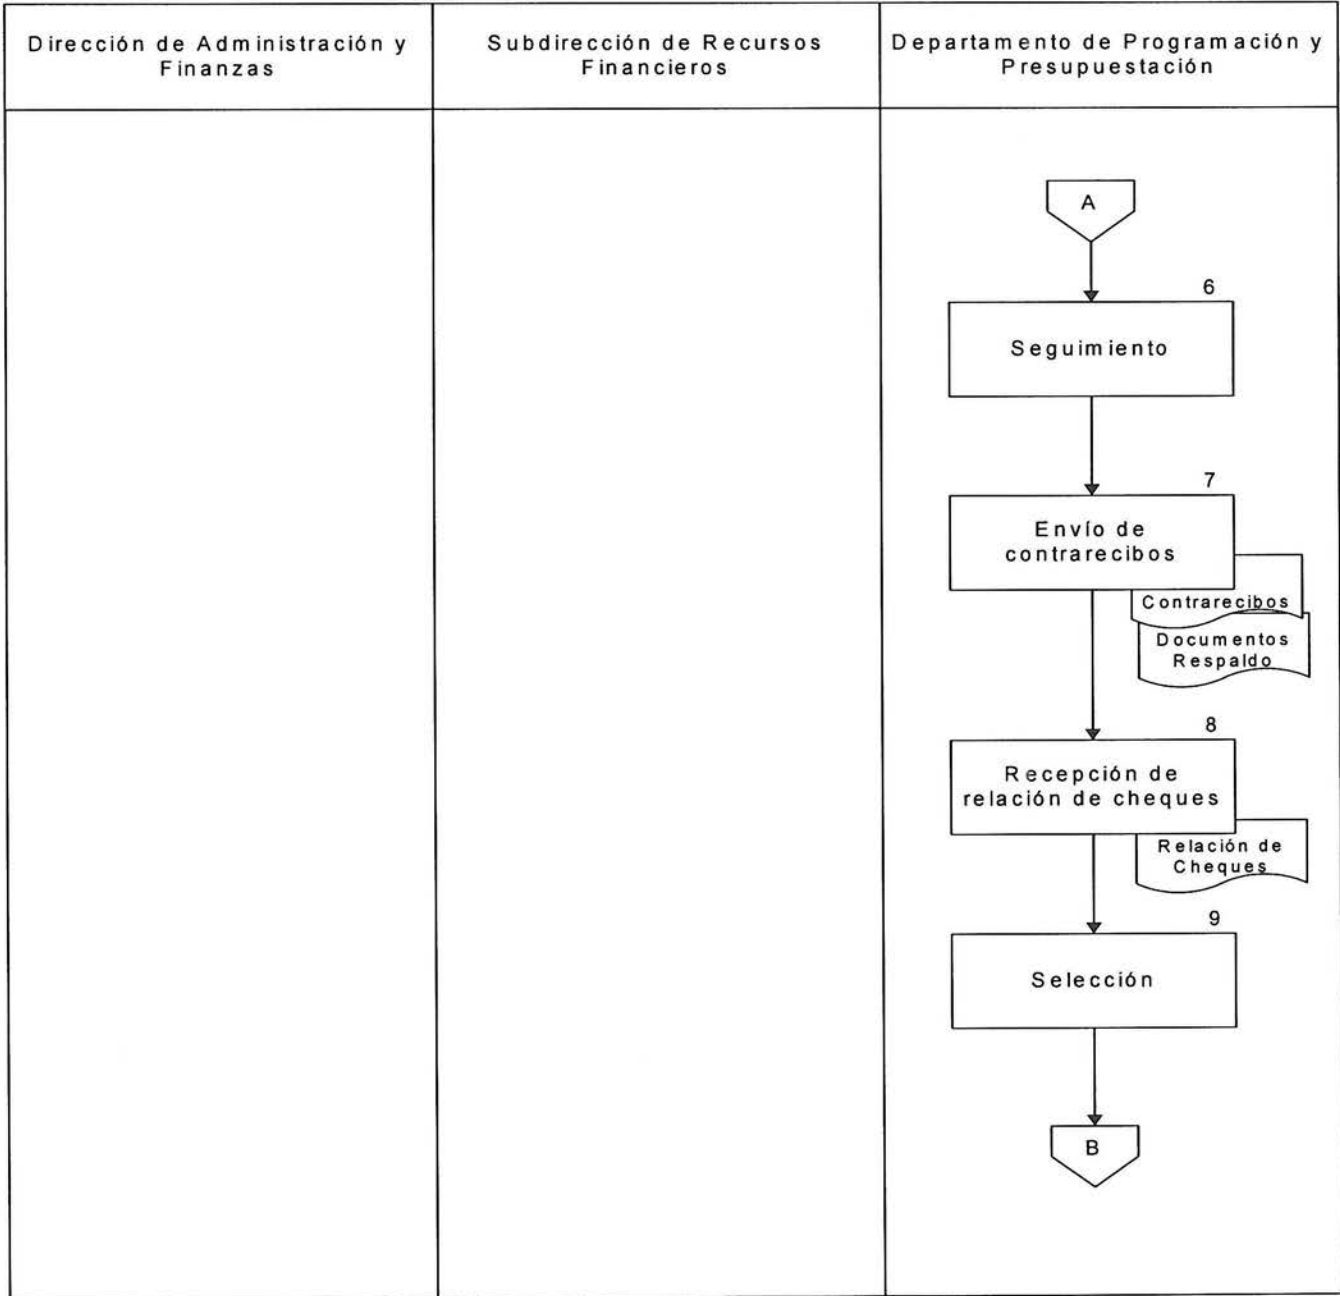 Dirección de Administración y
Finanzas
Subdirección de Recursos
Financieros
Departamento de Programación y
Presupuestación
A
6
Seguimiento
7
Envío de
contrarecibos
Contrarecibos
Documentos
Respaldo
8
Recepción de
relación de cheques
Relación de
Cheques
9
Selección
B